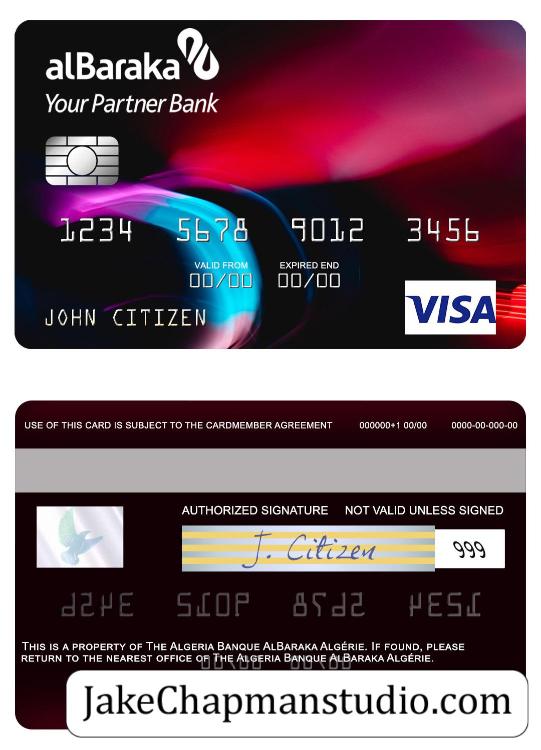 alBaraka
Your Partner Bank
1234 5678 9012 3456
VALID FROM EXPIRED END
00/00 00/00
JOHN CITIZEN
VISA
USE OF THIS CARD IS SUBJECT TO THE CARDMEMBER AGREEMENT 000000+1 00/00 0000-00-000-00
AUTHORIZED SIGNATURE NOT VALID UNLESS SIGNED
J. Citizen 999
THIS IS A PROPERTY OF THE ALGERIA BANQUE ALBARAKA ALGÉRIE. IF FOUND, PLEASE
RETURN TO THE NEAREST OFFICE OF THE ALGERIA BANQUE ALBARAKA ALGÉRIE.
JakeChapmanstudio.com